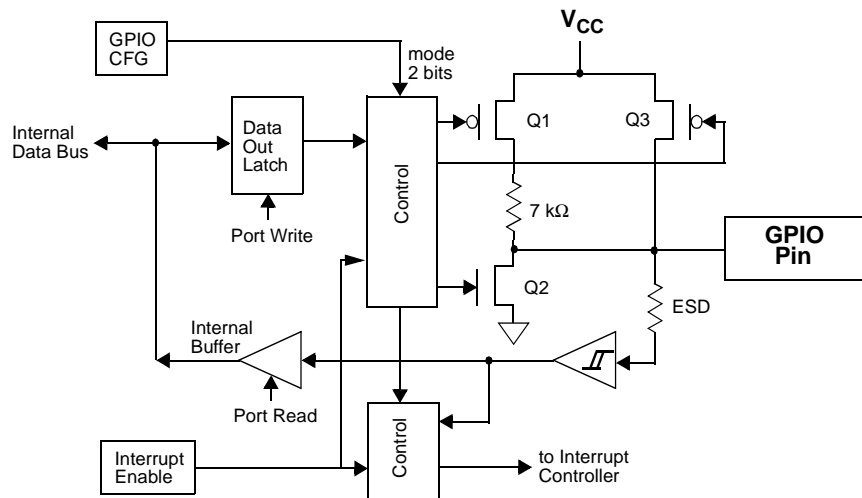 GPIO
CFG
mode
2 bits
VCC
Internal
Data Bus
Data
Out
Latch
Control
Q1
Q3
7 kΩ
Port Write
GPIO
Pin
Q2
ESD
Internal
Buffer
Port Read
Interrupt
Enable
Control
to Interrupt
Controller